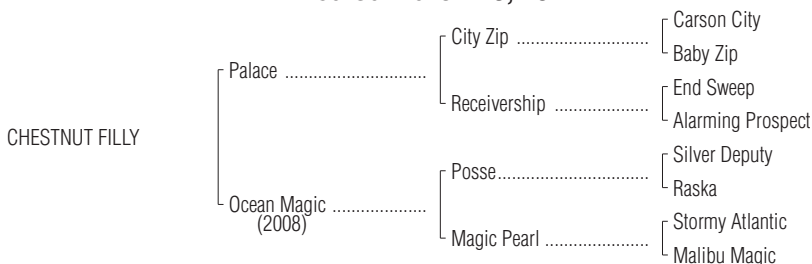 City Zip ................................
Carson City
Baby Zip
Palace ..................................
Receivership .......................
End Sweep
Alarming Prospect
CHESTNUT FILLY
Posse.....................................
Silver Deputy
Raska
Ocean Magic .......................
(2008)
Magic Pearl .........................
Stormy Atlantic
Malibu Magic